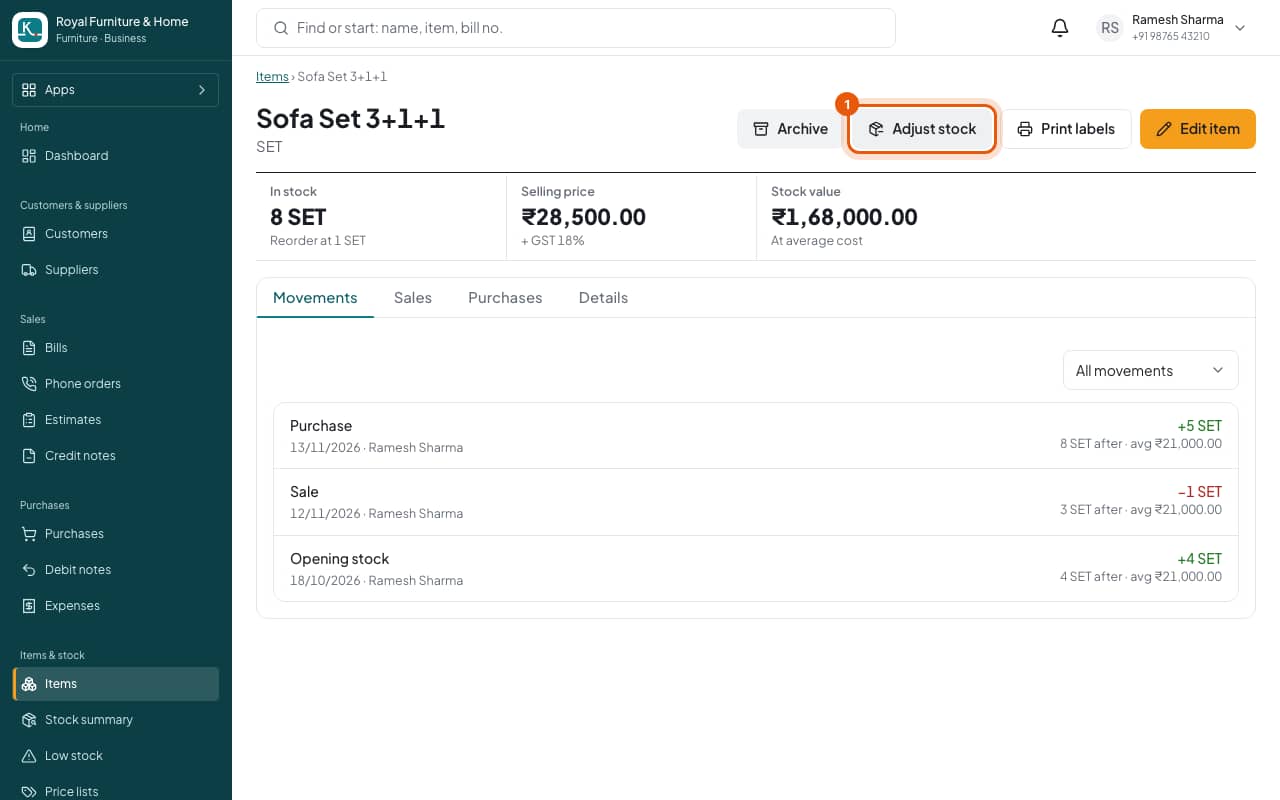 Royal Furniture & Home
Furniture · Business
Apps
Home
Dashboard
Customers & suppliers
Customers
Suppliers
Sales
Bills
Phone orders
Estimates
Credit notes
Purchases
Purchases
Debit notes
Expenses
Items & stock
Items
Stock summary
Low stock
Price lists
Find or start: name, item, bill no.
RS
Ramesh Sharma
+91 98765 43210
Items › Sofa Set 3+1+1
Sofa Set 3+1+1
SET
Archive
1
Adjust stock
Print labels
Edit item
In stock
8 SET
Reorder at 1 SET
Selling price
₹28,500.00
+ GST 18%
Stock value
₹1,68,000.00
At average cost
Movements
Sales
Purchases
Details
All movements
Purchase
+5 SET
13/11/2026 · Ramesh Sharma
8 SET after · avg ₹21,000.00
Sale
−1 SET
12/11/2026 · Ramesh Sharma
3 SET after · avg ₹21,000.00
Opening stock
+4 SET
18/10/2026 · Ramesh Sharma
4 SET after · avg ₹21,000.00